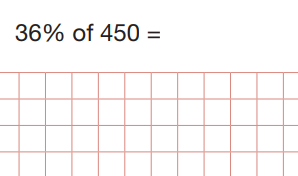 36% of 450 =